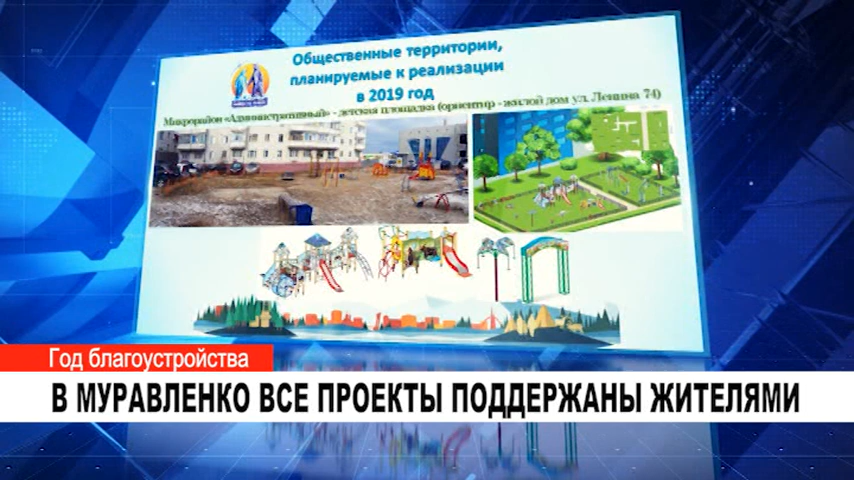 Общественные территории,
планируемые к реализации
в 2019 год
Микрорайон «Административный» - детская площадка (ориентир - жилой дом ул. Ленина 74)
Год благоустройства
В МУРАВЛЕНКО ВСЕ ПРОЕКТЫ ПОДДЕРЖАНЫ ЖИТЕЛЯМИ